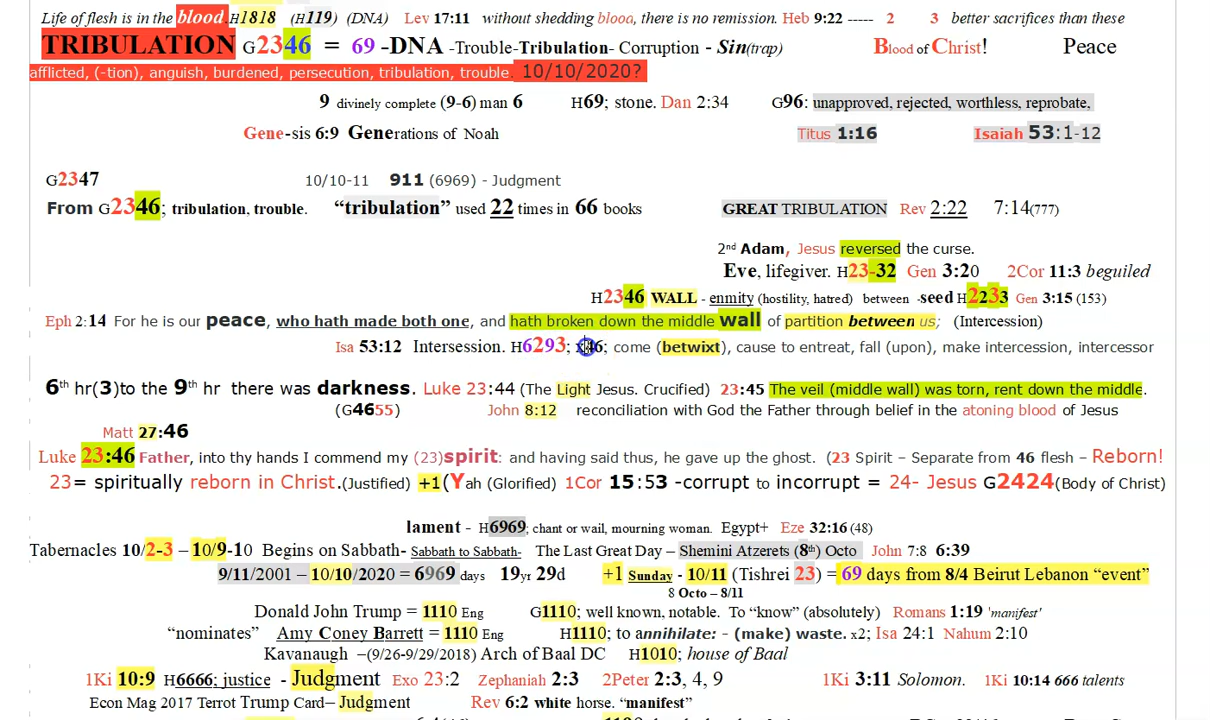 Life of flesh is in the blood. H1818 (H119) (DNA) Lev 17:11 without shedding blooa, there is no remission. Heb 9:22 ----- 2 3 better sacrifices than these
TRIBULATION G2346 = 69 -DNA -Trouble-Tribulation- Corruption - Sin(trap) Blood of Christ! Peace
afflicted, (-tion), anguish, burdened, persecution, tribulation, trouble. 10/10/2020?
9 divinely complete (9-6) man 6 H69; stone. Dan 2:34 G96: unapproved, rejected, worthless, reprobate,
Gene-sis 6:9 Generations of Noah Titus 1:16 Isaiah 53:1-12
G2347 10/10-11 911 (6969) - Judgment
From G2346; tribulation, trouble. “tribulation” used 22 times in 66 books GREAT TRIBULATION Rev 2:22 7:14(777)
2nd Adam, Jesus reversed the curse.
Eve, lifegiver. H23-32 Gen 3:20 2Cor 11:3 beguiled
H2346 WALL - enmity (hostility, hatred) between -seed H2233 Gen 3:15 (153)
Eph 2:14 For he is our peace, who hath made both one, and hath broken down the middle wall of partition between us; (Intercession)
Isa 53:12 Intersession. H6293; x46; come (betwixt), cause to entreat, fall (upon), make interession, intercessor
6th hr(3)to the 9th hr there was darkness. Luke 23:44 (The Light Jesus. Crucified) 23:45 The veil (middle wall) was torn, rent down the middle.
(G4655) John 8:12 reconciliation with God the Father through belief in the atoning blood of Jesus
Matt 27:46
Luke 23:46 Father, into thy hands I commend my (23)spirit: and having said thus, he gave up the ghost. (23 Spirit – Separate from 46 flesh – Reborn!
23= spiritually reborn in Christ.(Justified) +1(Yah (Glorified) 1Cor 15:53 -corrupt to incorrupt = 24- Jesus G2424(Body of Christ)
lament - H6969; chant or wail, mourning woman. Egypt+ Eze 32:16 (48)
Tabernacles 10/2-3 – 10/9-10 Begins on Sabbath- Sabbath to Sabbath- The Last Great Day – Shemini Atzerets (8th) Octo John 7:8 6:39
9/11/2001 – 10/10/2020 = 6969 days 19yr 29d +1 Sunday - 10/11 (Tishrei 23) = 69 days from 8/4 Beirut Lebanon “event”
8 Octo – 8/11
Donald John Trump = 1110 Eng G1110; well known, notable. To “know” (absolutely) Romans 1:19 'manifest'
“nominates” Amy Coney Barrett = 1110 Eng H1110; to annihilate: - (make) waste. x2; Isa 24:1 Nahum 2:10
Kavanaugh –(9/26-9/29/2018) Arch of Baal DC H1010; house of Baal
1Ki 10:9 H6666; justice - Judgment Exo 23:2 Zephaniah 2:3 2Peter 2:3, 4, 9 1Ki 3:11 Solomon. 1Ki 10:14 666 talents
Econ Mag 2017 Terrot Trump Card– Judgment Rev 6:2 white horse. “manifest”